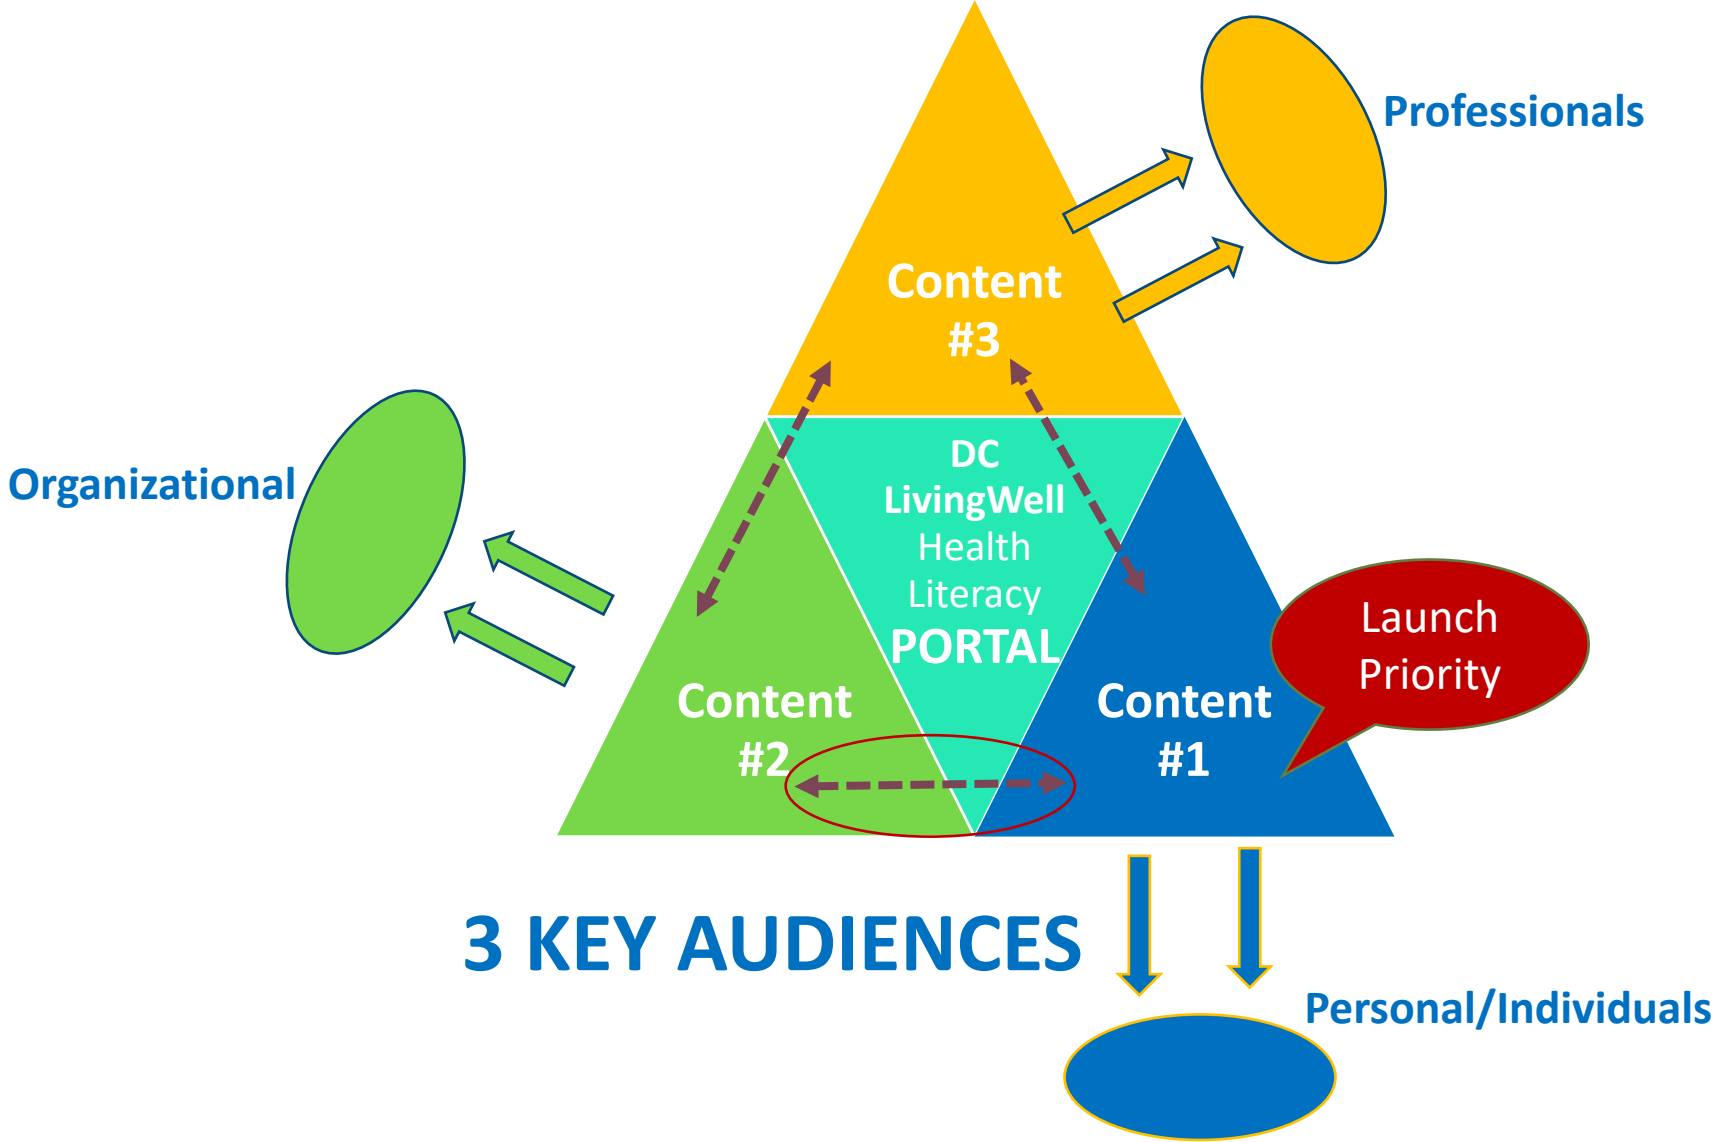 Professionals
Content
#3
Organizational
DC
LivingWell
Health
Literacy
PORTAL
Content
#2
Content
#1
Launch
Priority
3 KEY AUDIENCES
Personal/Individuals